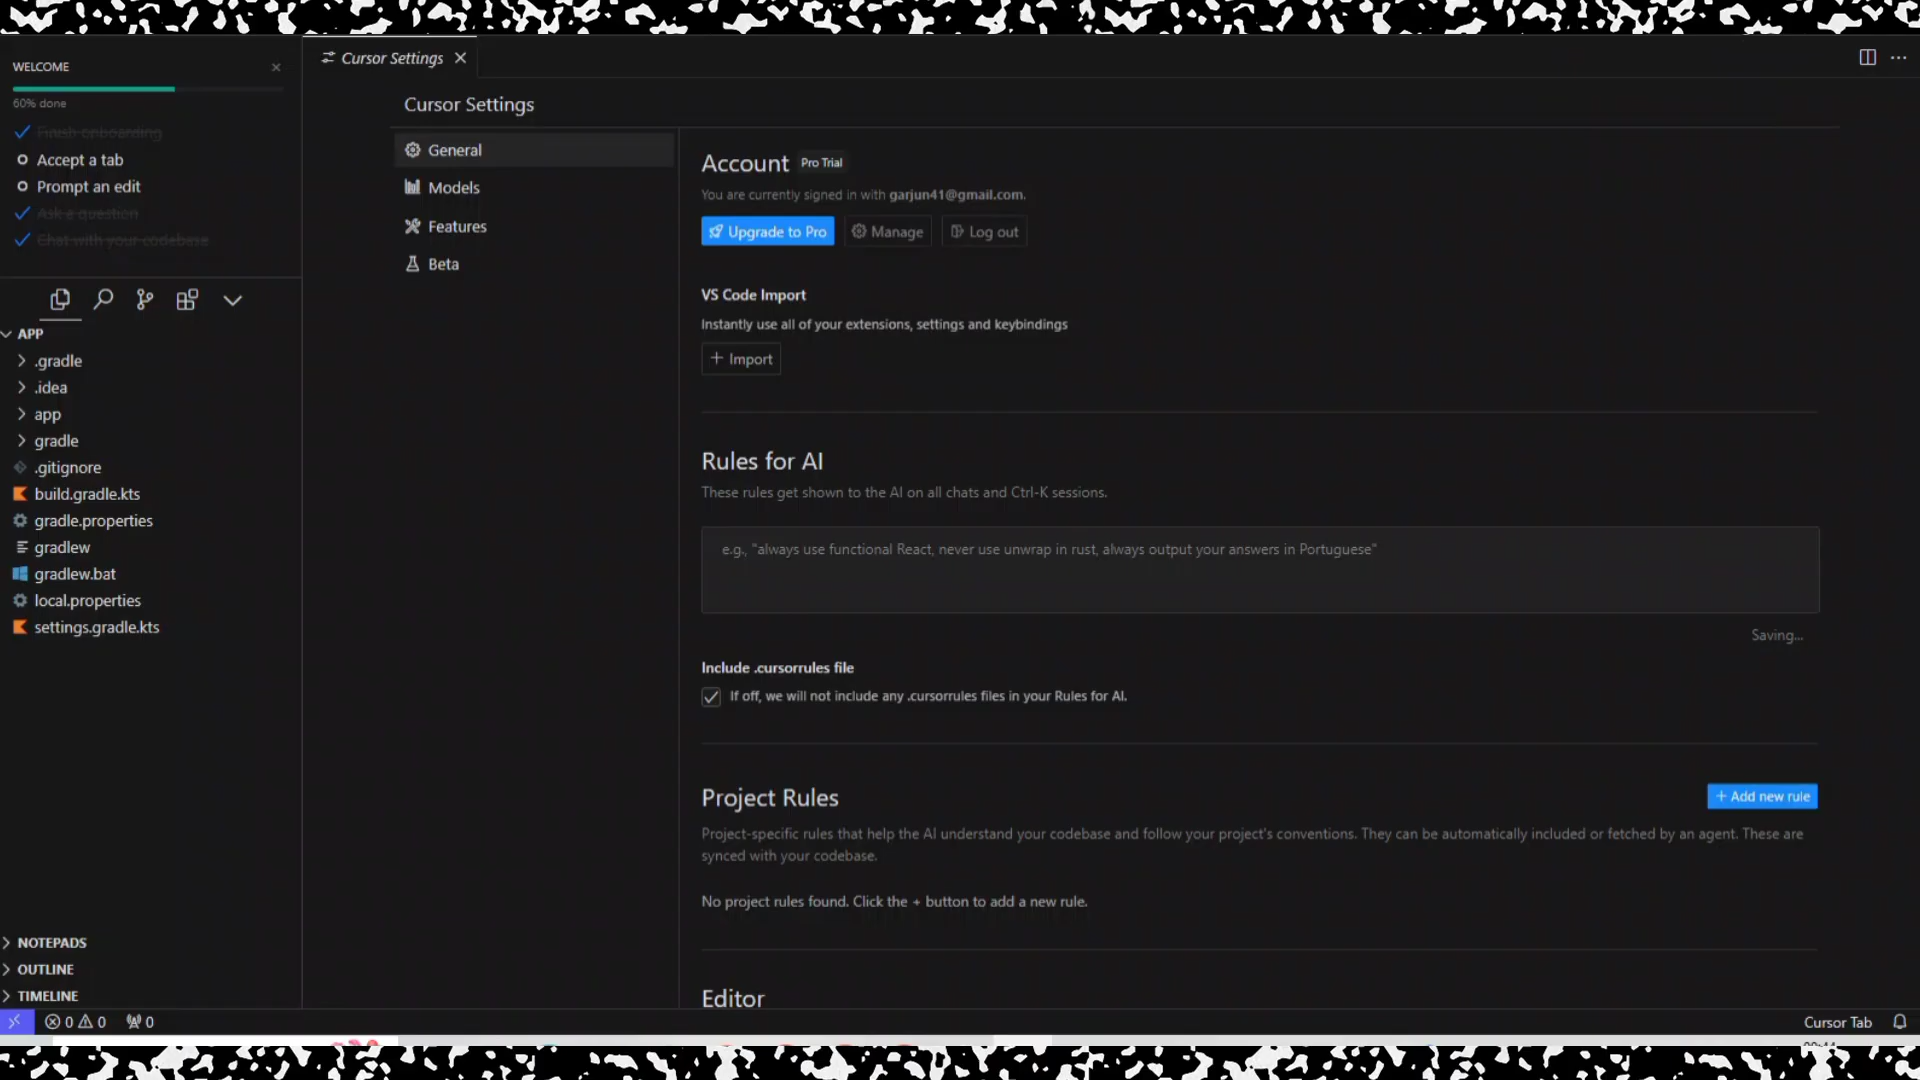 WELCOME
60% done
Finish onboarding
Accept a tab
Prompt an edit
Ask a question
Chat with your codebase
APP
.gradle
.idea
app
gradle
.gitignore
build.gradle.kts
gradle.properties
gradlew
gradlew.bat
local.properties
settings.gradle.kts
NOTEPADS
OUTLINE
TIMELINE
0 0 0
Cursor Settings
Cursor Settings
General
Models
Features
Beta
Account Pro Trial
You are currently signed in with garjun41@gmail.com.
Upgrade to Pro Manage Log out
VS Code Import
Instantly use all of your extensions, settings and keybindings
+ Import
Rules for AI
These rules get shown to the AI on all chats and Ctrl-K sessions.
e.g., "always use functional React, never use unwrap in rust, always output your answers in Portuguese"
Saving...
Include .cursorrules file
If off, we will not include any .cursorrules files in your Rules for AI.
Project Rules + Add new rule
Project-specific rules that help the AI understand your codebase and follow your project's conventions. They can be automatically included or fetched by an agent. These are
synced with your codebase.
No project rules found. Click the + button to add a new rule.
Editor
Cursor Tab